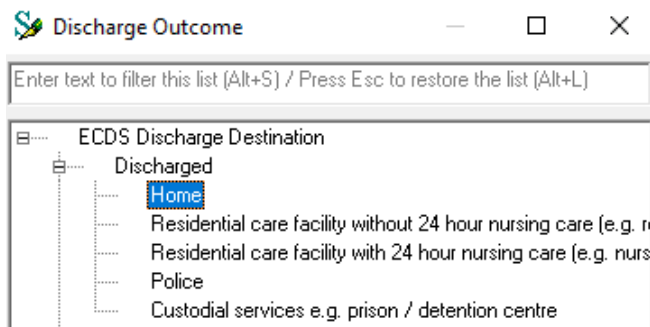 Discharge Outcome
Enter text to filter this list (Alt+S) / Press Esc to restore the list (Alt+L)
ECDS Discharge Destination
Discharged
Home
Residential care facility without 24 hour nursing care (e.g. r
Residential care facility with 24 hour nursing care (e.g. nurs
Police
Custodial services e.g. prison / detention centre